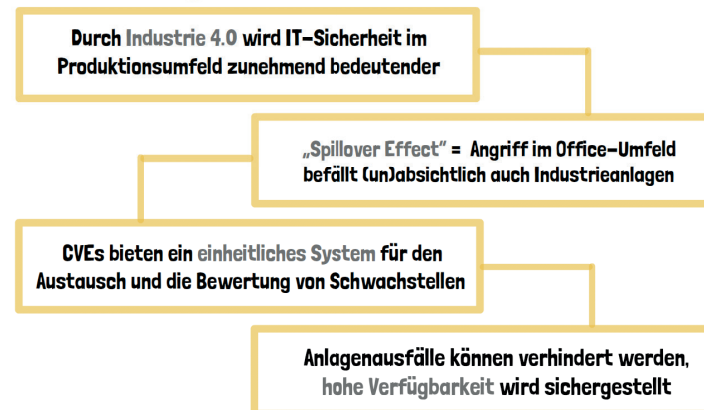 Durch Industrie 4.0 wird IT-Sicherheit im
Produktionsumfeld zunehmend bedeutender
„Spillover Effect“ = Angriff im Office-Umfeld
befällt (un)absichtlich auch Industrieanlagen
CVEs bieten ein einheitliches System für den
Austausch und die Bewertung von Schwachstellen
Anlagenausfälle können verhindert werden,
hohe Verfügbarkeit wird sichergestellt